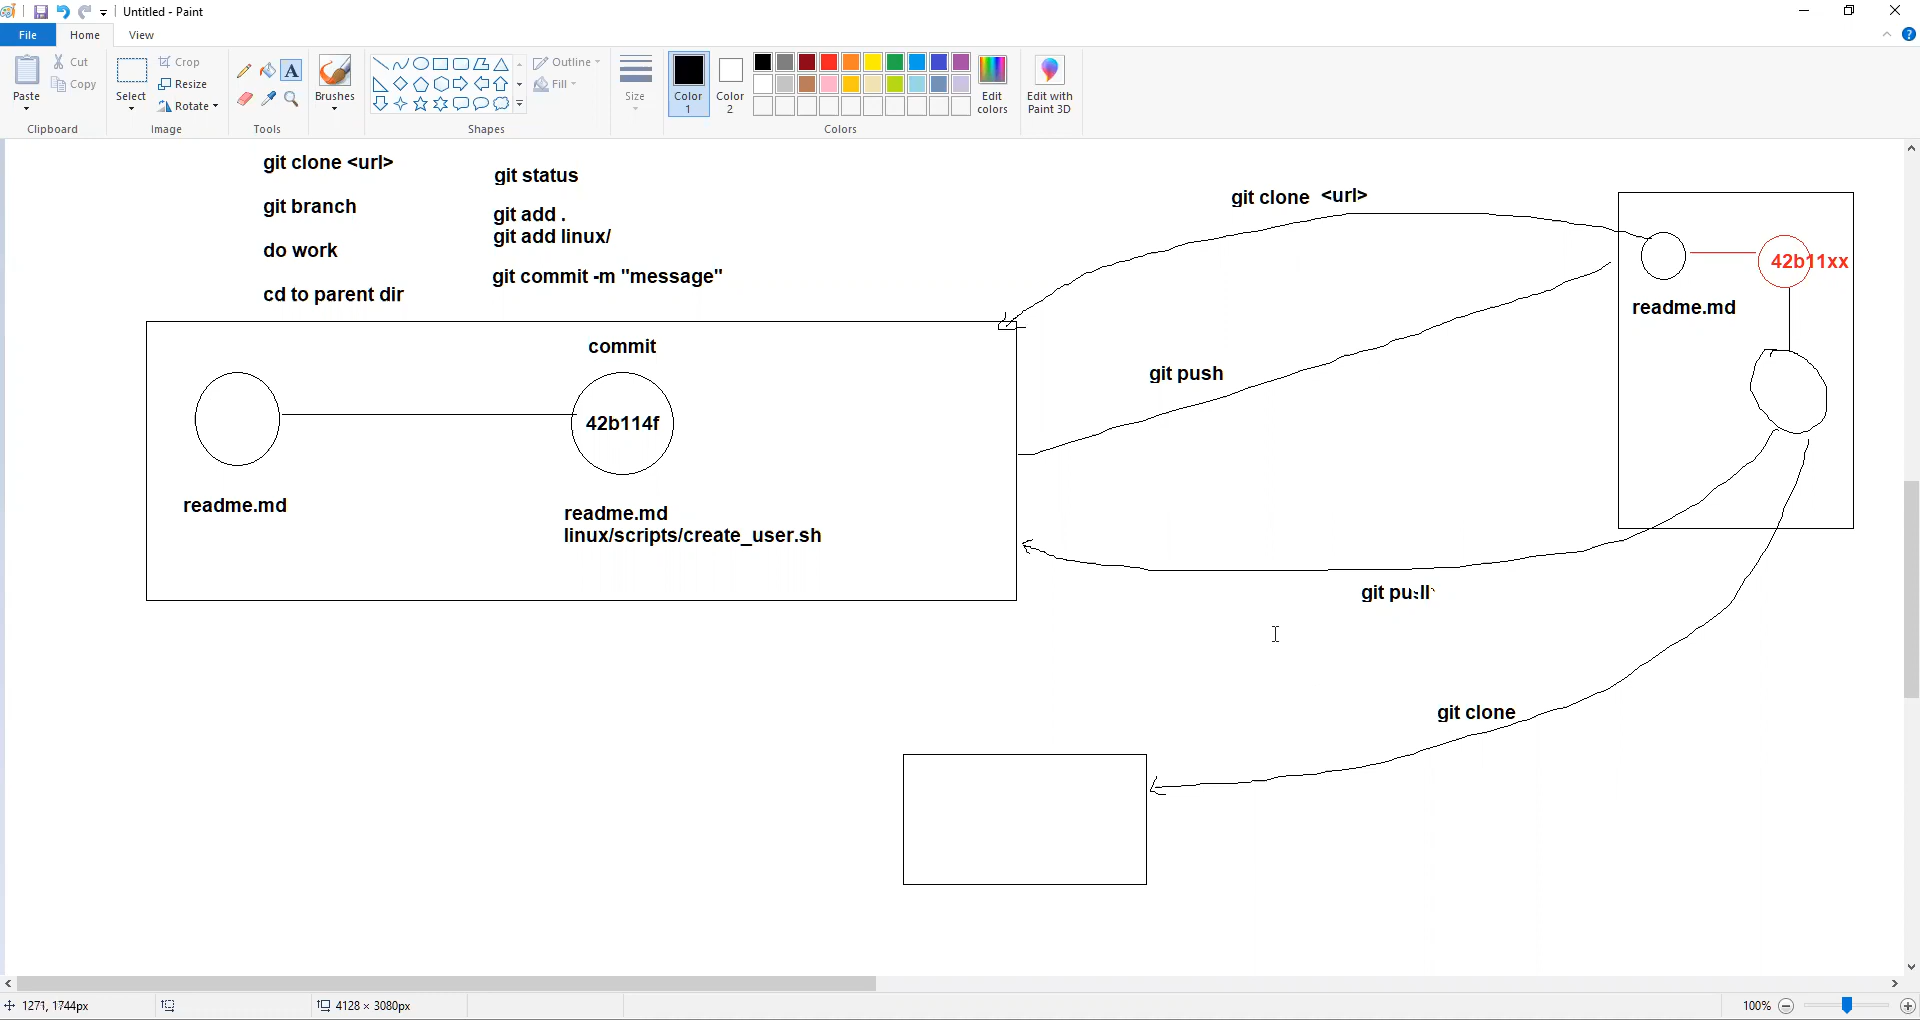 Untitled - Paint
File
Home
View
Paste
Cut
Copy
Clipboard
Select
Crop
Resize
Rotate
Image
A
Tools
Brushes
Outline
Fill
Shapes
Size
Color
1
Color
2
Edit
colors
Colors
Edit with
Paint 3D
?
git clone <url>
git branch
do work
cd to parent dir
git status
git add .
git add linux/
git commit -m "message"
commit
42b114f
readme.md
readme.md
linux/scripts/create_user.sh
git clone <url>
git push
42b11xx
readme.md
git pull
git clone
1271, 1744px
4128 × 3080px
100%